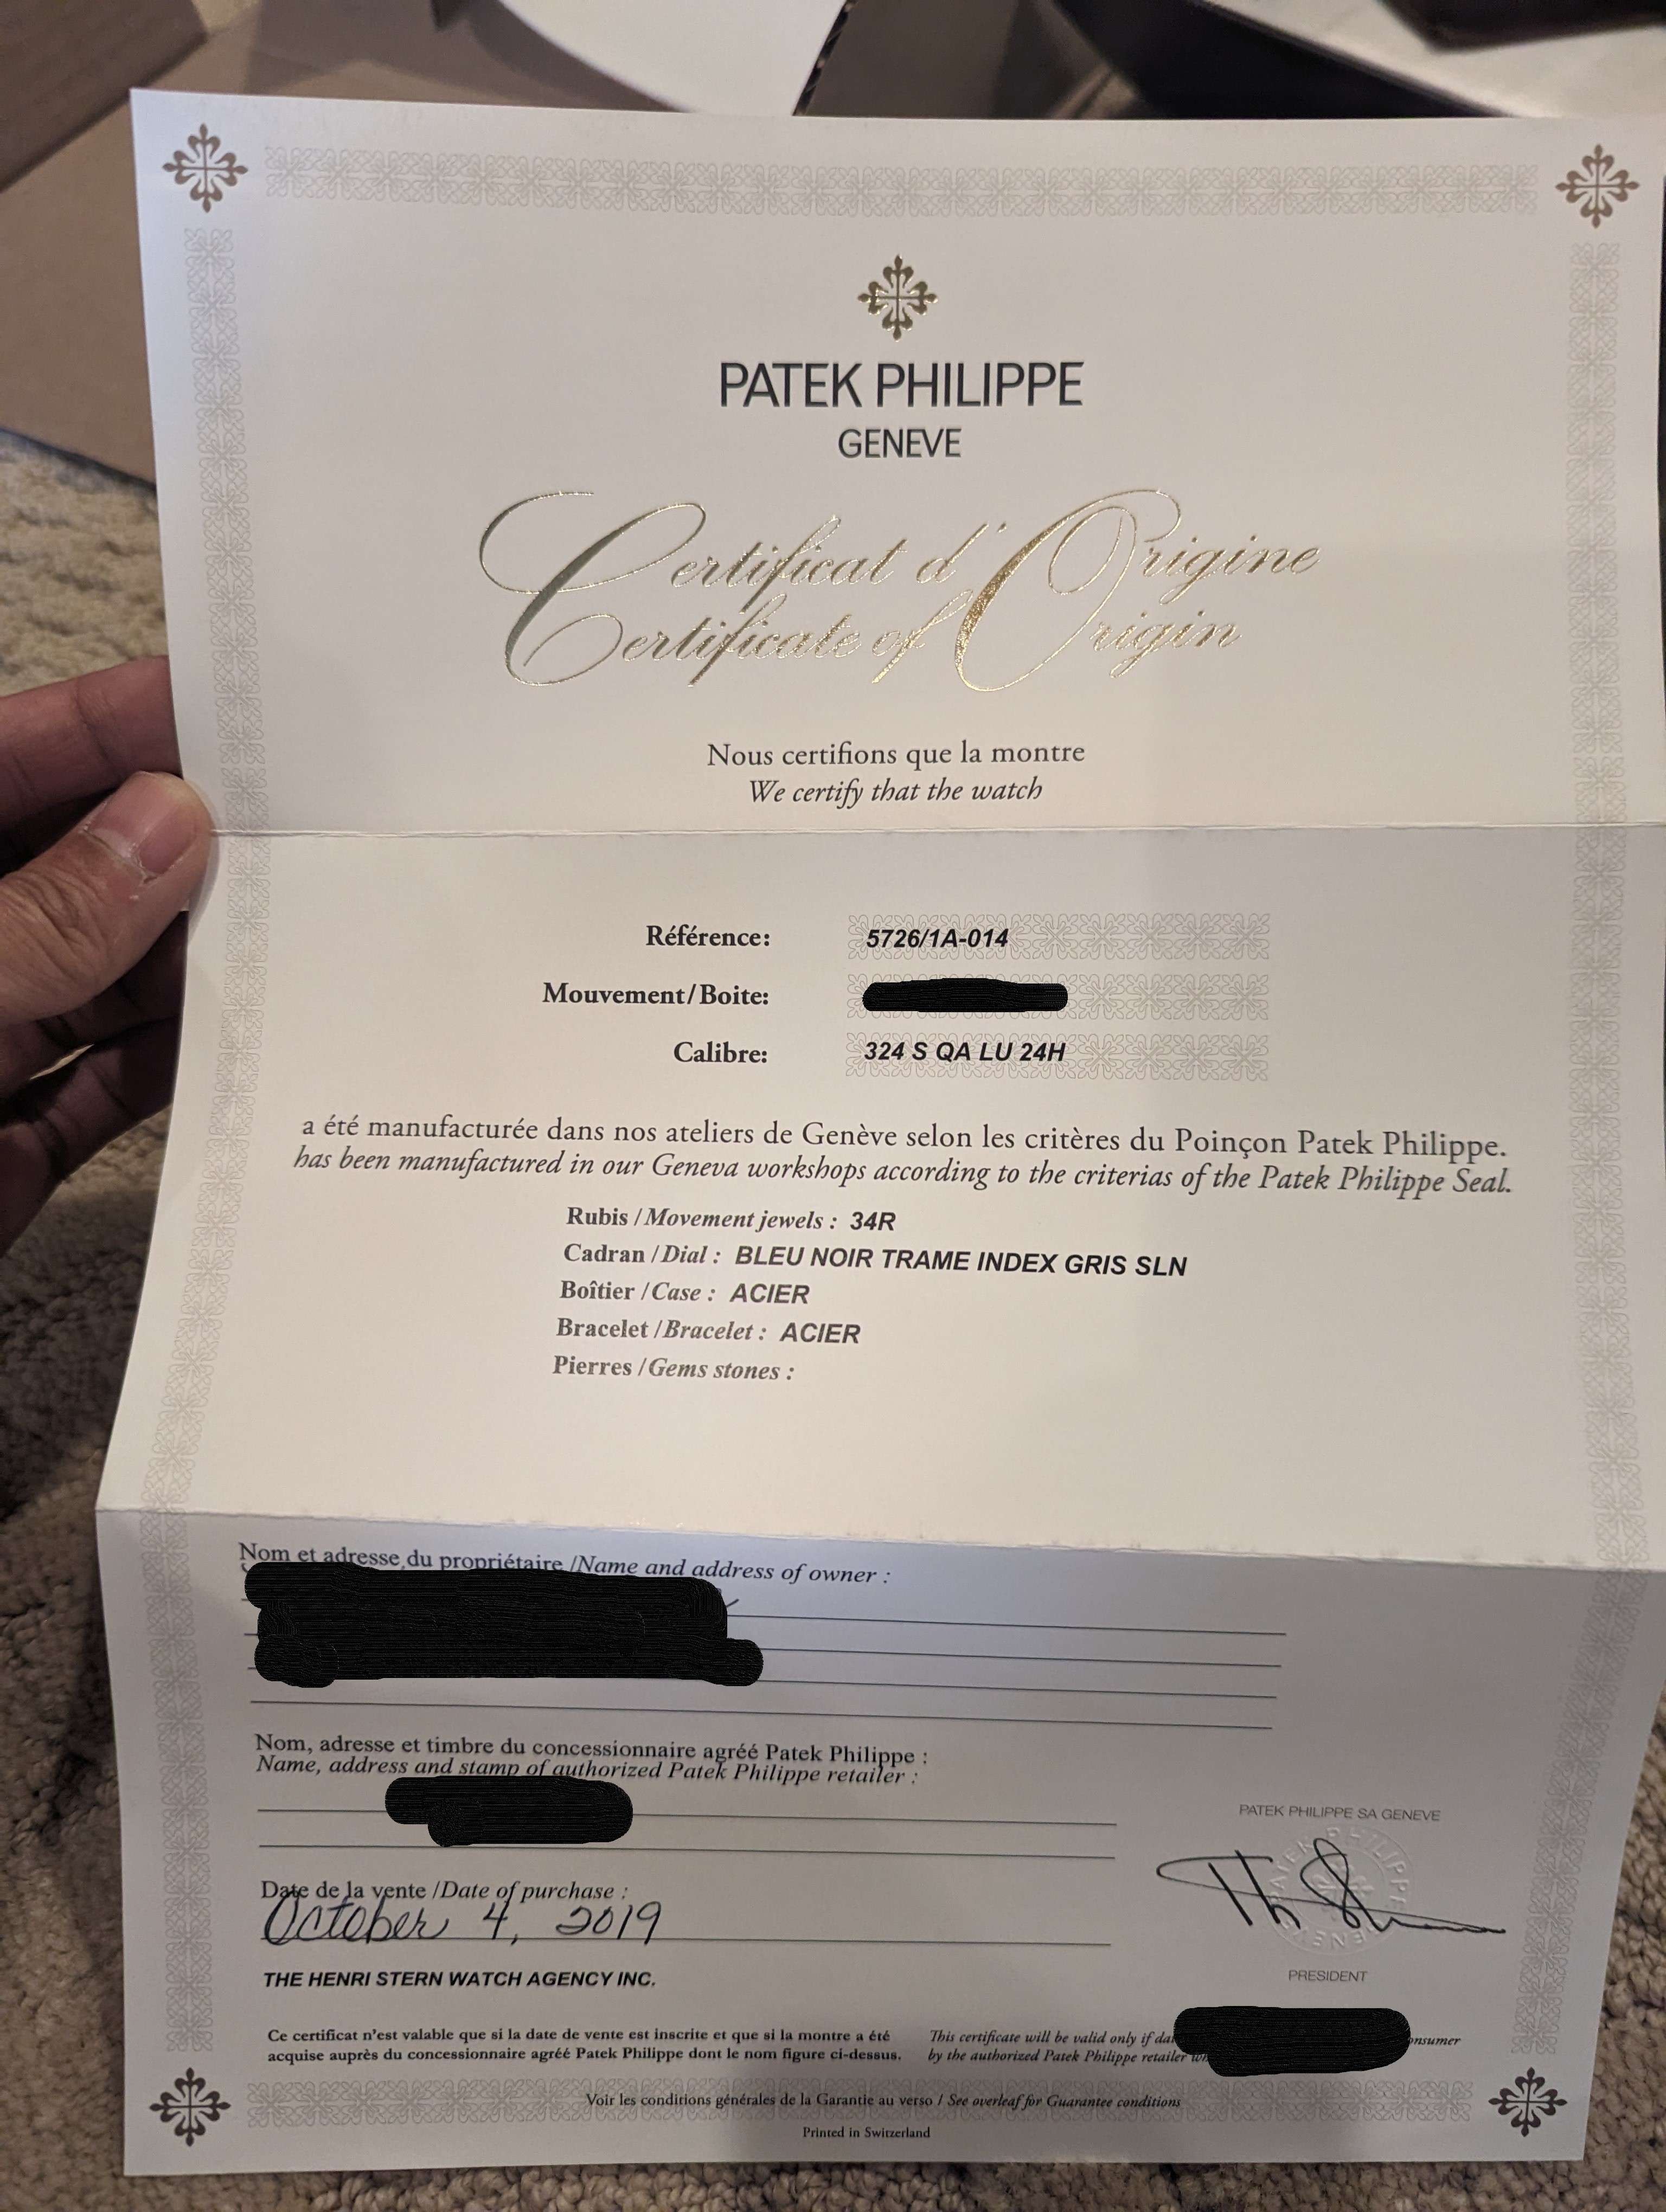 PATEK PHILIPPE
GENEVE
Certificat d'Origine
Certificate of Origin
Nous certifions que la montre
We certify that the watch
Référence: 5726/1A-014
Mouvement/Boite:
Calibre: 324 S QA LU 24H
a été manufacturée dans nos ateliers de Genève selon les critères du Poinçon Patek Philippe.
has been manufactured in our Geneva workshops according to the criterias of the Patek Philippe Seal.
Rubis / Movement jewels : 34R
Cadran / Dial : BLEU NOIR TRAME INDEX GRIS SLN
Boîtier / Case : ACIER
Bracelet / Bracelet : ACIER
Pierres / Gems stones :
Nom et adresse du propriétaire / Name and address of owner :
Nom, adresse et timbre du concessionnaire agréé Patek Philippe :
Name, address and stamp of authorized Patek Philippe retailer :
Date de la vente / Date of purchase :
October 4, 2019
THE HENRI STERN WATCH AGENCY INC.
PATEK PHILIPPE SA GENEVE
PRESIDENT
Ce certificat n'est valable que si la date de vente est inscrite et que si la montre a été
acquise auprès du concessionnaire agréé Patek Philippe dont le nom figure ci-dessus.
This certificate will be valid only if
by the authorized Patek Philippe retailer
Voir les conditions générales de la Garantie au verso / See overleaf for Guarantee conditions
Printed in Switzerland